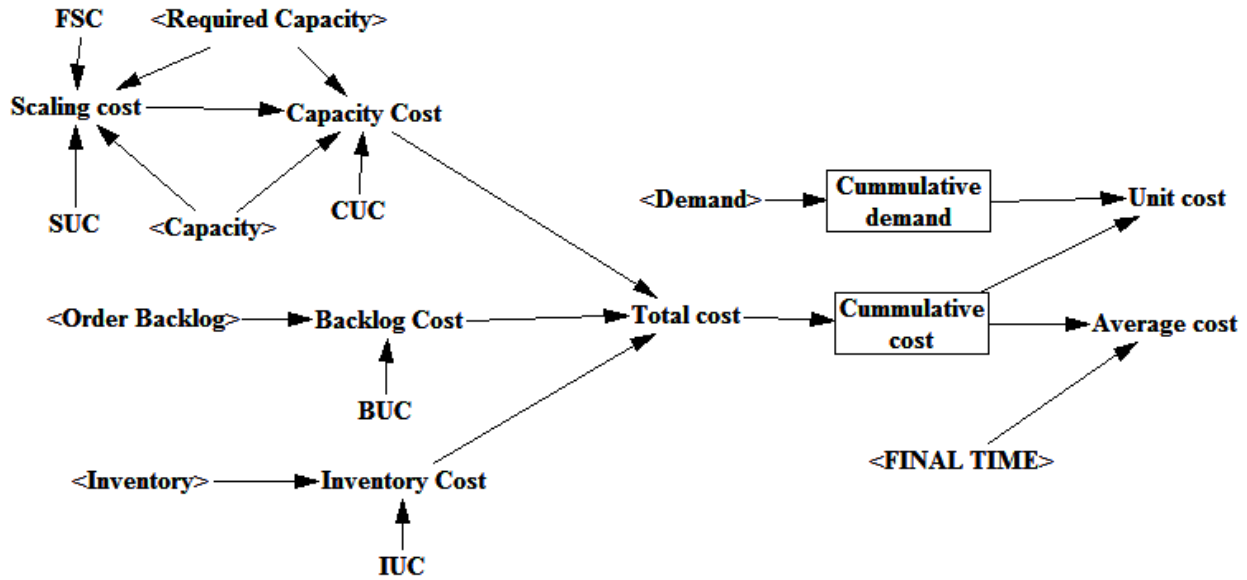 FSC
<Required Capacity>
Scaling cost
Capacity Cost
SUC
<Capacity>
CUC
<Demand>
Cummulative
demand
Unit cost
<Order Backlog>
Backlog Cost
Total cost
Cummulative
cost
Average cost
BUC
<FINAL TIME>
<Inventory>
Inventory Cost
IUC